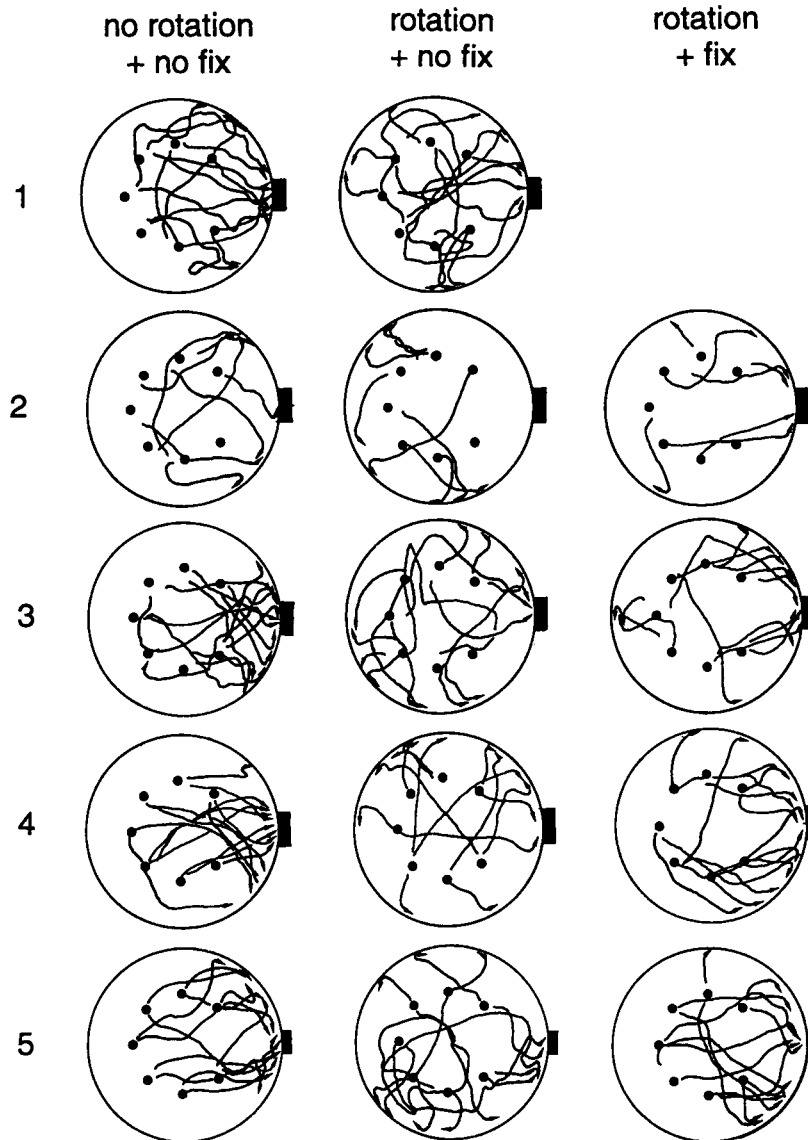 no rotation
+ no fix
rotation
+ no fix
rotation
+ fix
1
2
3
4
5